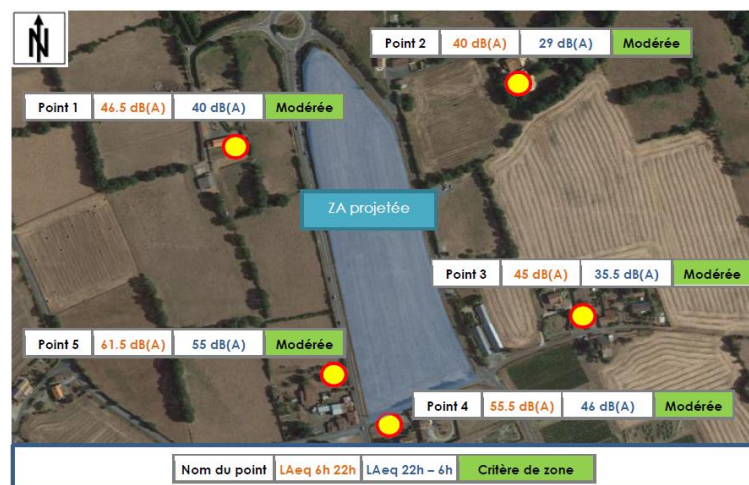 N
Point 2 40 dB(A) 29 dB(A) Modérée
Point 1 46.5 dB(A) 40 dB(A) Modérée
ZA projetée
Point 3 45 dB(A) 35.5 dB(A) Modérée
Point 5 61.5 dB(A) 55 dB(A) Modérée
Point 4 55.5 dB(A) 46 dB(A) Modérée
Nom du point LAeq 6h 22h LAeq 22h – 6h Critère de zone